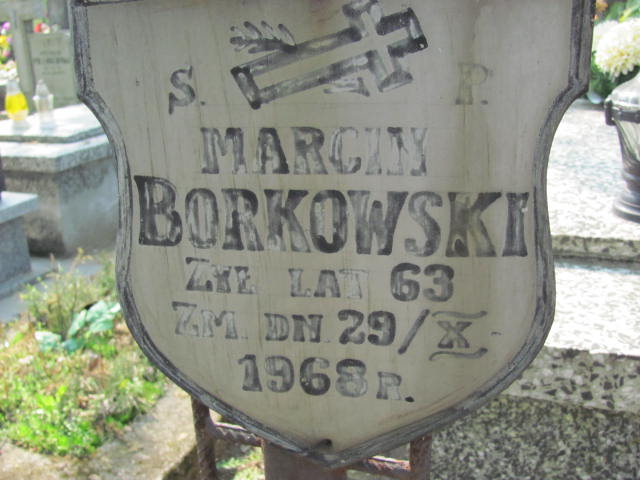 S. P.
MARCIN
BORKOWSKI
ŻYŁ LAT 63
ZM. DN. 29/X
1968 R.